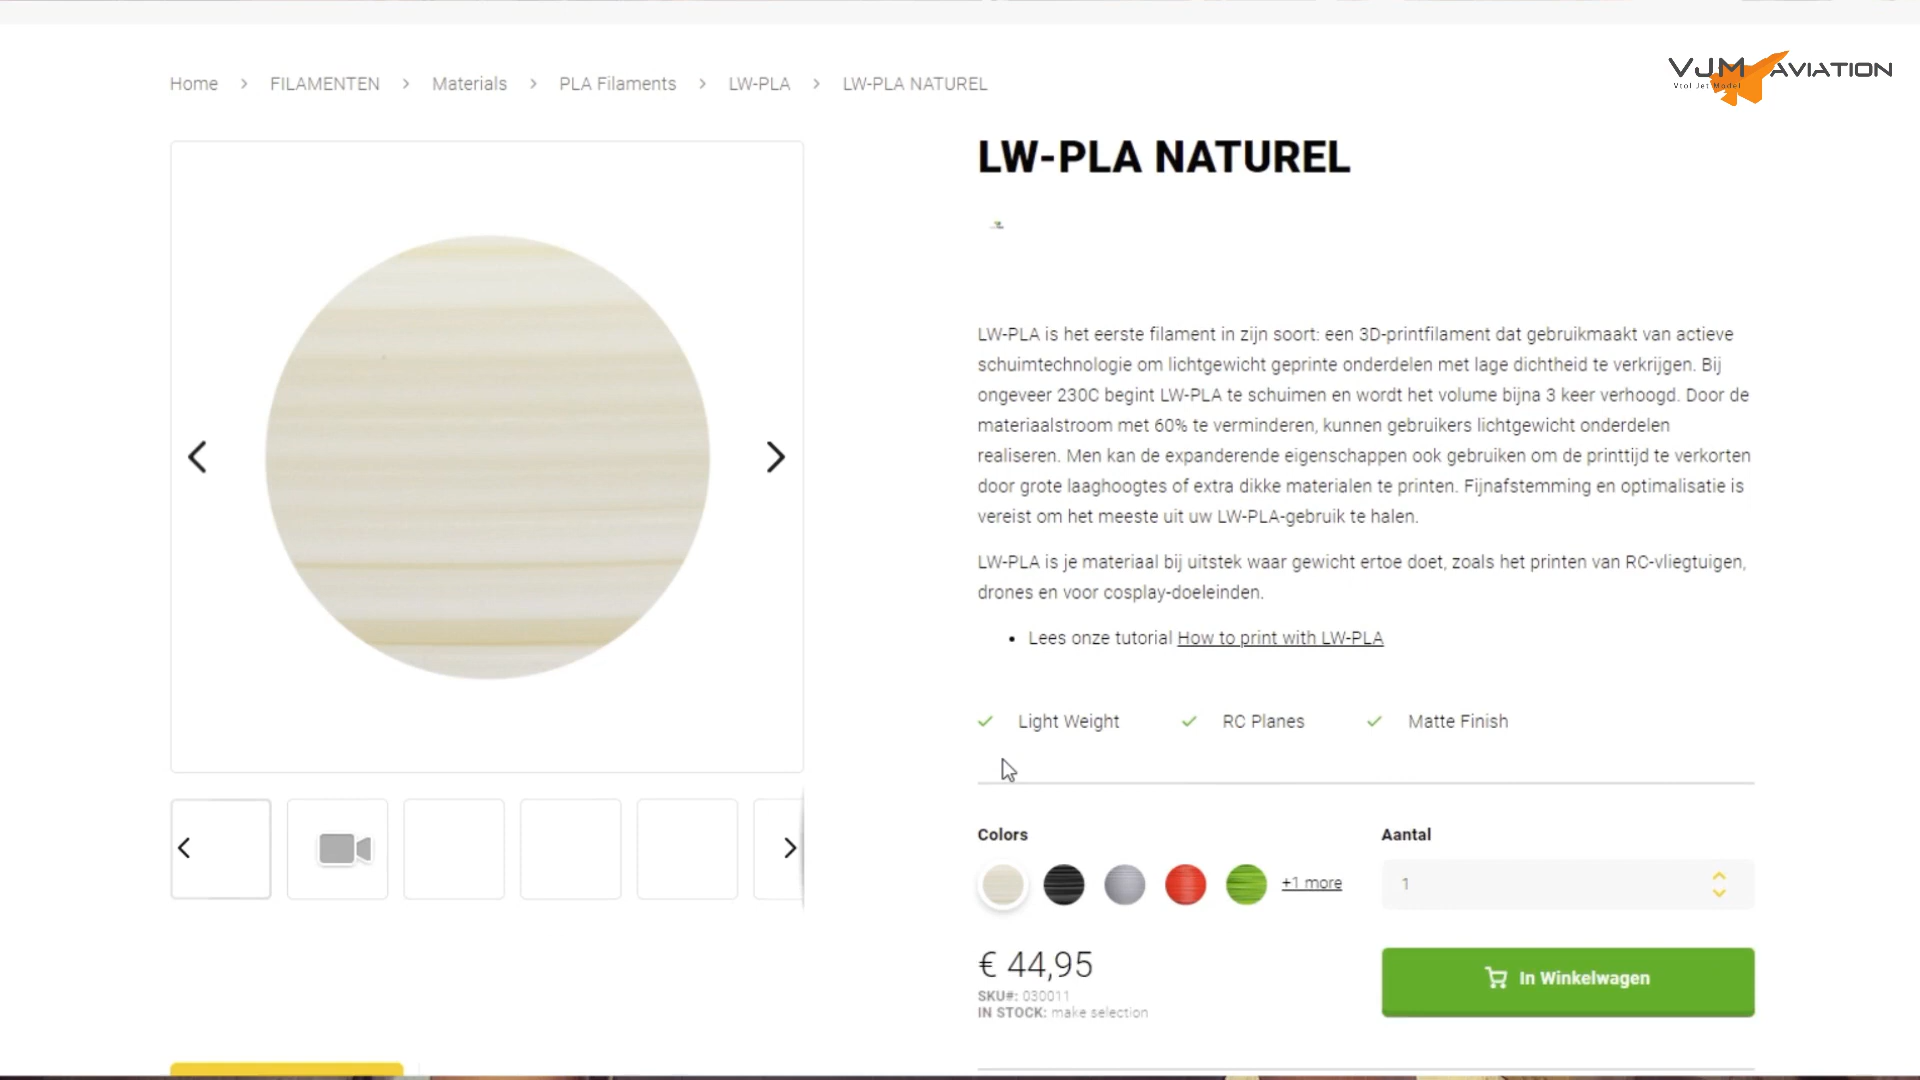 VJM AVIATION
Vtol Jet Model
Home > FILAMENTEN > Materials > PLA Filaments > LW-PLA > LW-PLA NATUREL
LW-PLA NATUREL
LW-PLA is het eerste filament in zijn soort: een 3D-printfilament dat gebruikmaakt van actieve
schuimtechnologie om lichtgewicht geprinte onderdelen met lage dichtheid te verkrijgen. Bij
ongeveer 230C begint LW-PLA te schuimen en wordt het volume bijna 3 keer verhoogd. Door de
materiaalstroom met 60% te verminderen, kunnen gebruikers lichtgewicht onderdelen
realiseren. Men kan de expanderende eigenschappen ook gebruiken om de printtijd te verkorten
door grote laaghoogtes of extra dikke materialen te printen. Fijnafstemming en optimalisatie is
vereist om het meeste uit uw LW-PLA-gebruik te halen.
LW-PLA is je materiaal bij uitstek waar gewicht ertoe doet, zoals het printen van RC-vliegtuigen,
drones en voor cosplay-doeleinden.
• Lees onze tutorial How to print with LW-PLA
Light Weight RC Planes Matte Finish
Colors Aantal
+1 more 1
€ 44,95
In Winkelwagen
SKU#: 030011
IN STOCK: make selection